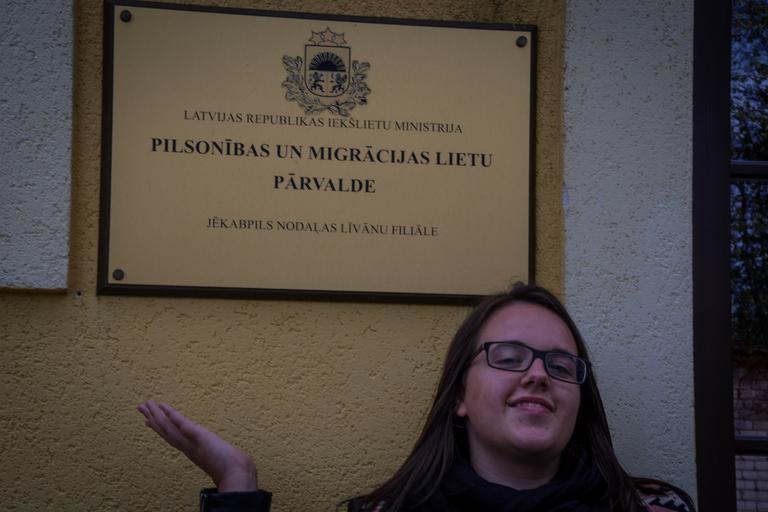 LATVIJAS REPUBLIKAS IEKŠLIETU MINISTRIJA
PILSONĪBAS UN MIGRĀCIJAS LIETU
PĀRVALDE
JĒKABPILS NODAĻAS LĪVĀNU FILIĀLE